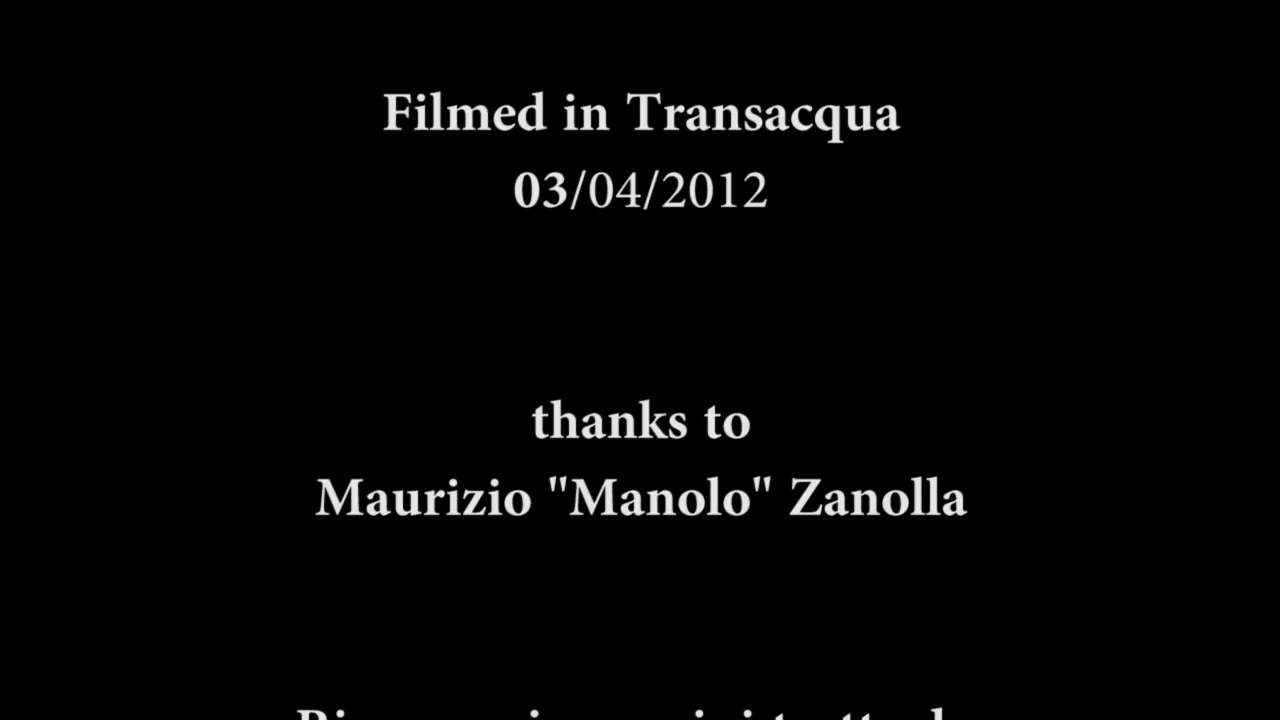 Filmed in Transacqua
03/04/2012
thanks to
Maurizio "Manolo" Zanolla